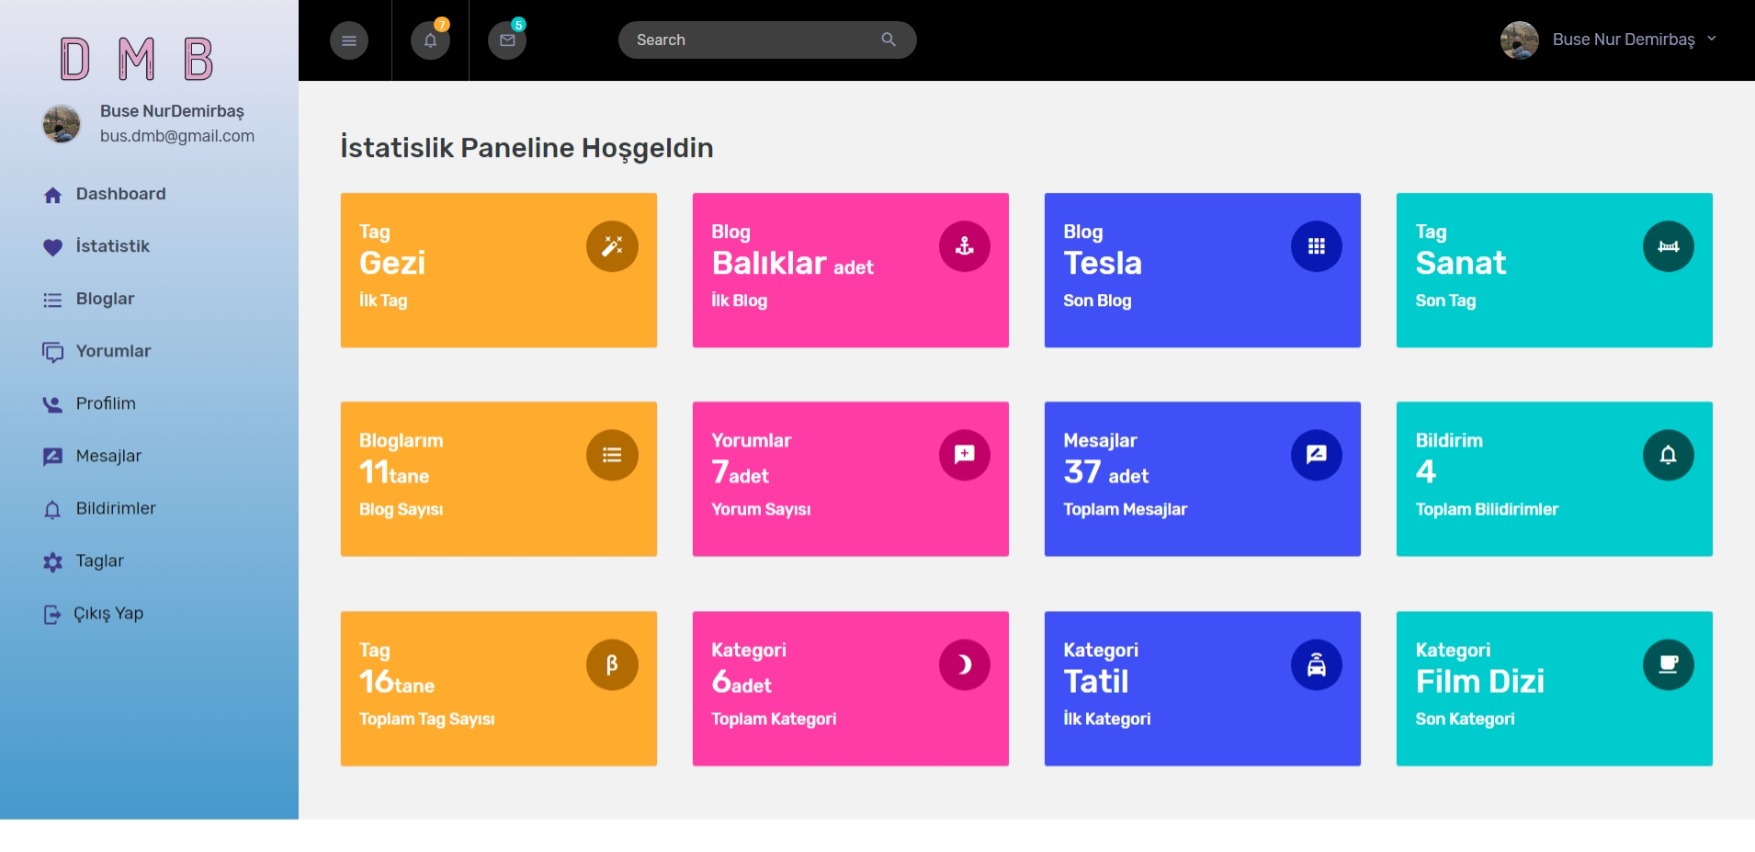 D M B
Buse NurDemirbaş
bus.dmb@gmail.com
Dashboard
İstatistik
Bloglar
Yorumlar
Profilim
Mesajlar
Bildirimler
Taglar
Çıkış Yap
7
5
Search
Buse Nur Demirbaş
İstatislik Paneline Hoşgeldin
Tag
Gezi
İlk Tag
Blog
Balıklar adet
İlk Blog
Blog
Tesla
Son Blog
Tag
Sanat
Son Tag
Bloglarım
11tane
Blog Sayısı
Yorumlar
7adet
Yorum Sayısı
Mesajlar
37 adet
Toplam Mesajlar
Bildirim
4
Toplam Bilidirimler
Tag
16tane
Toplam Tag Sayısı
β
Kategori
6adet
Toplam Kategori
Kategori
Tatil
İlk Kategori
Kategori
Film Dizi
Son Kategori